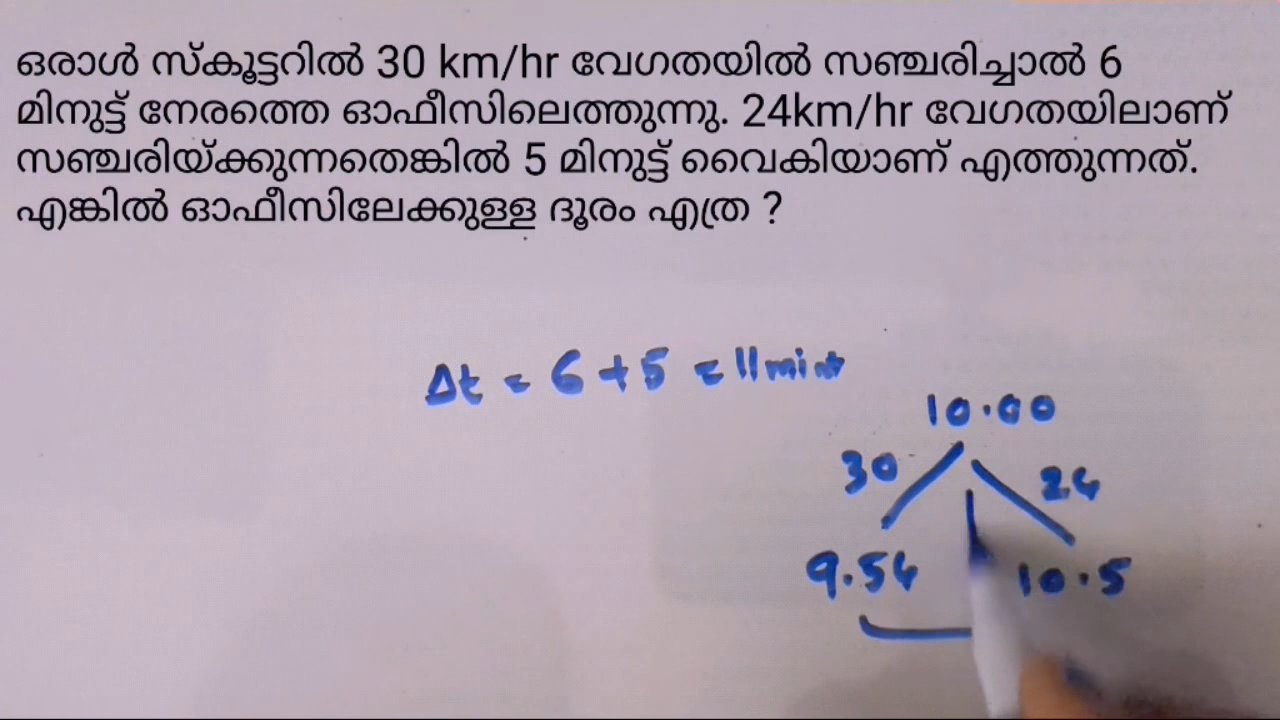 ഒരാൾ സ്കൂട്ടറിൽ 30 km/hr വേഗതയിൽ സഞ്ചരിച്ചാൽ 6
മിനുട്ട് നേരത്തെ ഓഫീസിലെത്തുന്നു. 24km/hr വേഗതയിലാണ്
സഞ്ചരിയ്ക്കുന്നതെങ്കിൽ 5 മിനുട്ട് വൈകിയാണ് എത്തുന്നത്.
എങ്കിൽ ഓഫീസിലേക്കുള്ള ദൂരം എത്ര ?
Δt = 6 + 5 = 11 mint
10.00
30 24
9.54 10.5